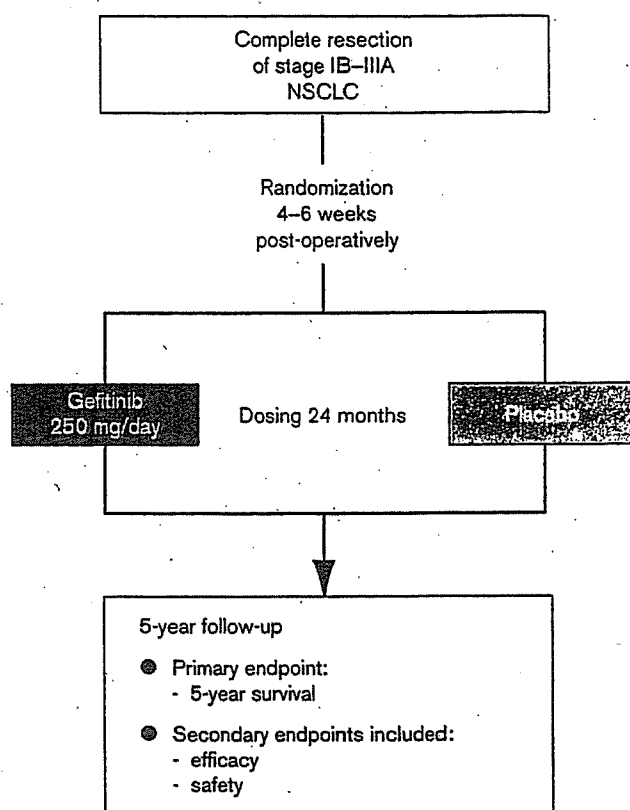 Complete resection
of stage IB–IIIA
NSCLC
Randomization
4–6 weeks
post-operatively
Gefitinib
250 mg/day
Dosing 24 months
Placebo
5-year follow-up
● Primary endpoint:
- 5-year survival
● Secondary endpoints included:
- efficacy
- safety